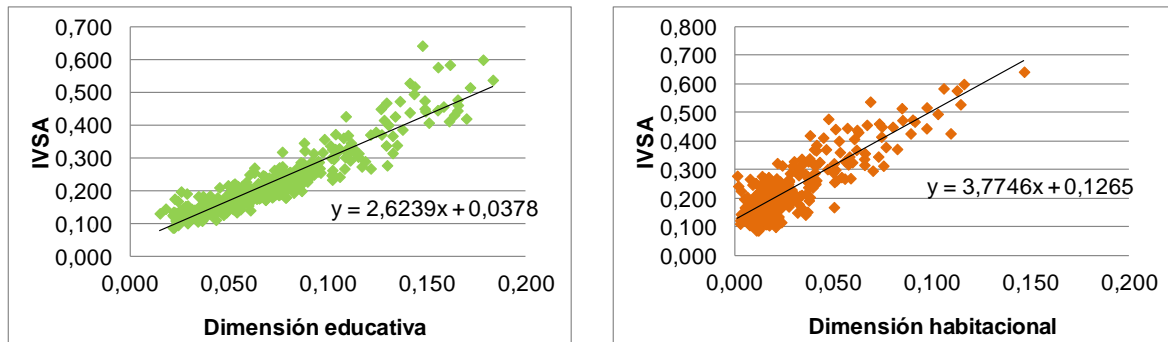 0,700
0,600
0,500
0,400
0,300
0,200
0,100
0,000
IVSA
y = 2,6239x + 0,0378
0,000 0,050 0,100 0,150 0,200
Dimensión educativa
0,800
0,700
0,600
0,500
0,400
0,300
0,200
0,100
0,000
IVSA
y = 3,7746x + 0,1265
0,000 0,050 0,100 0,150 0,200
Dimensión habitacional